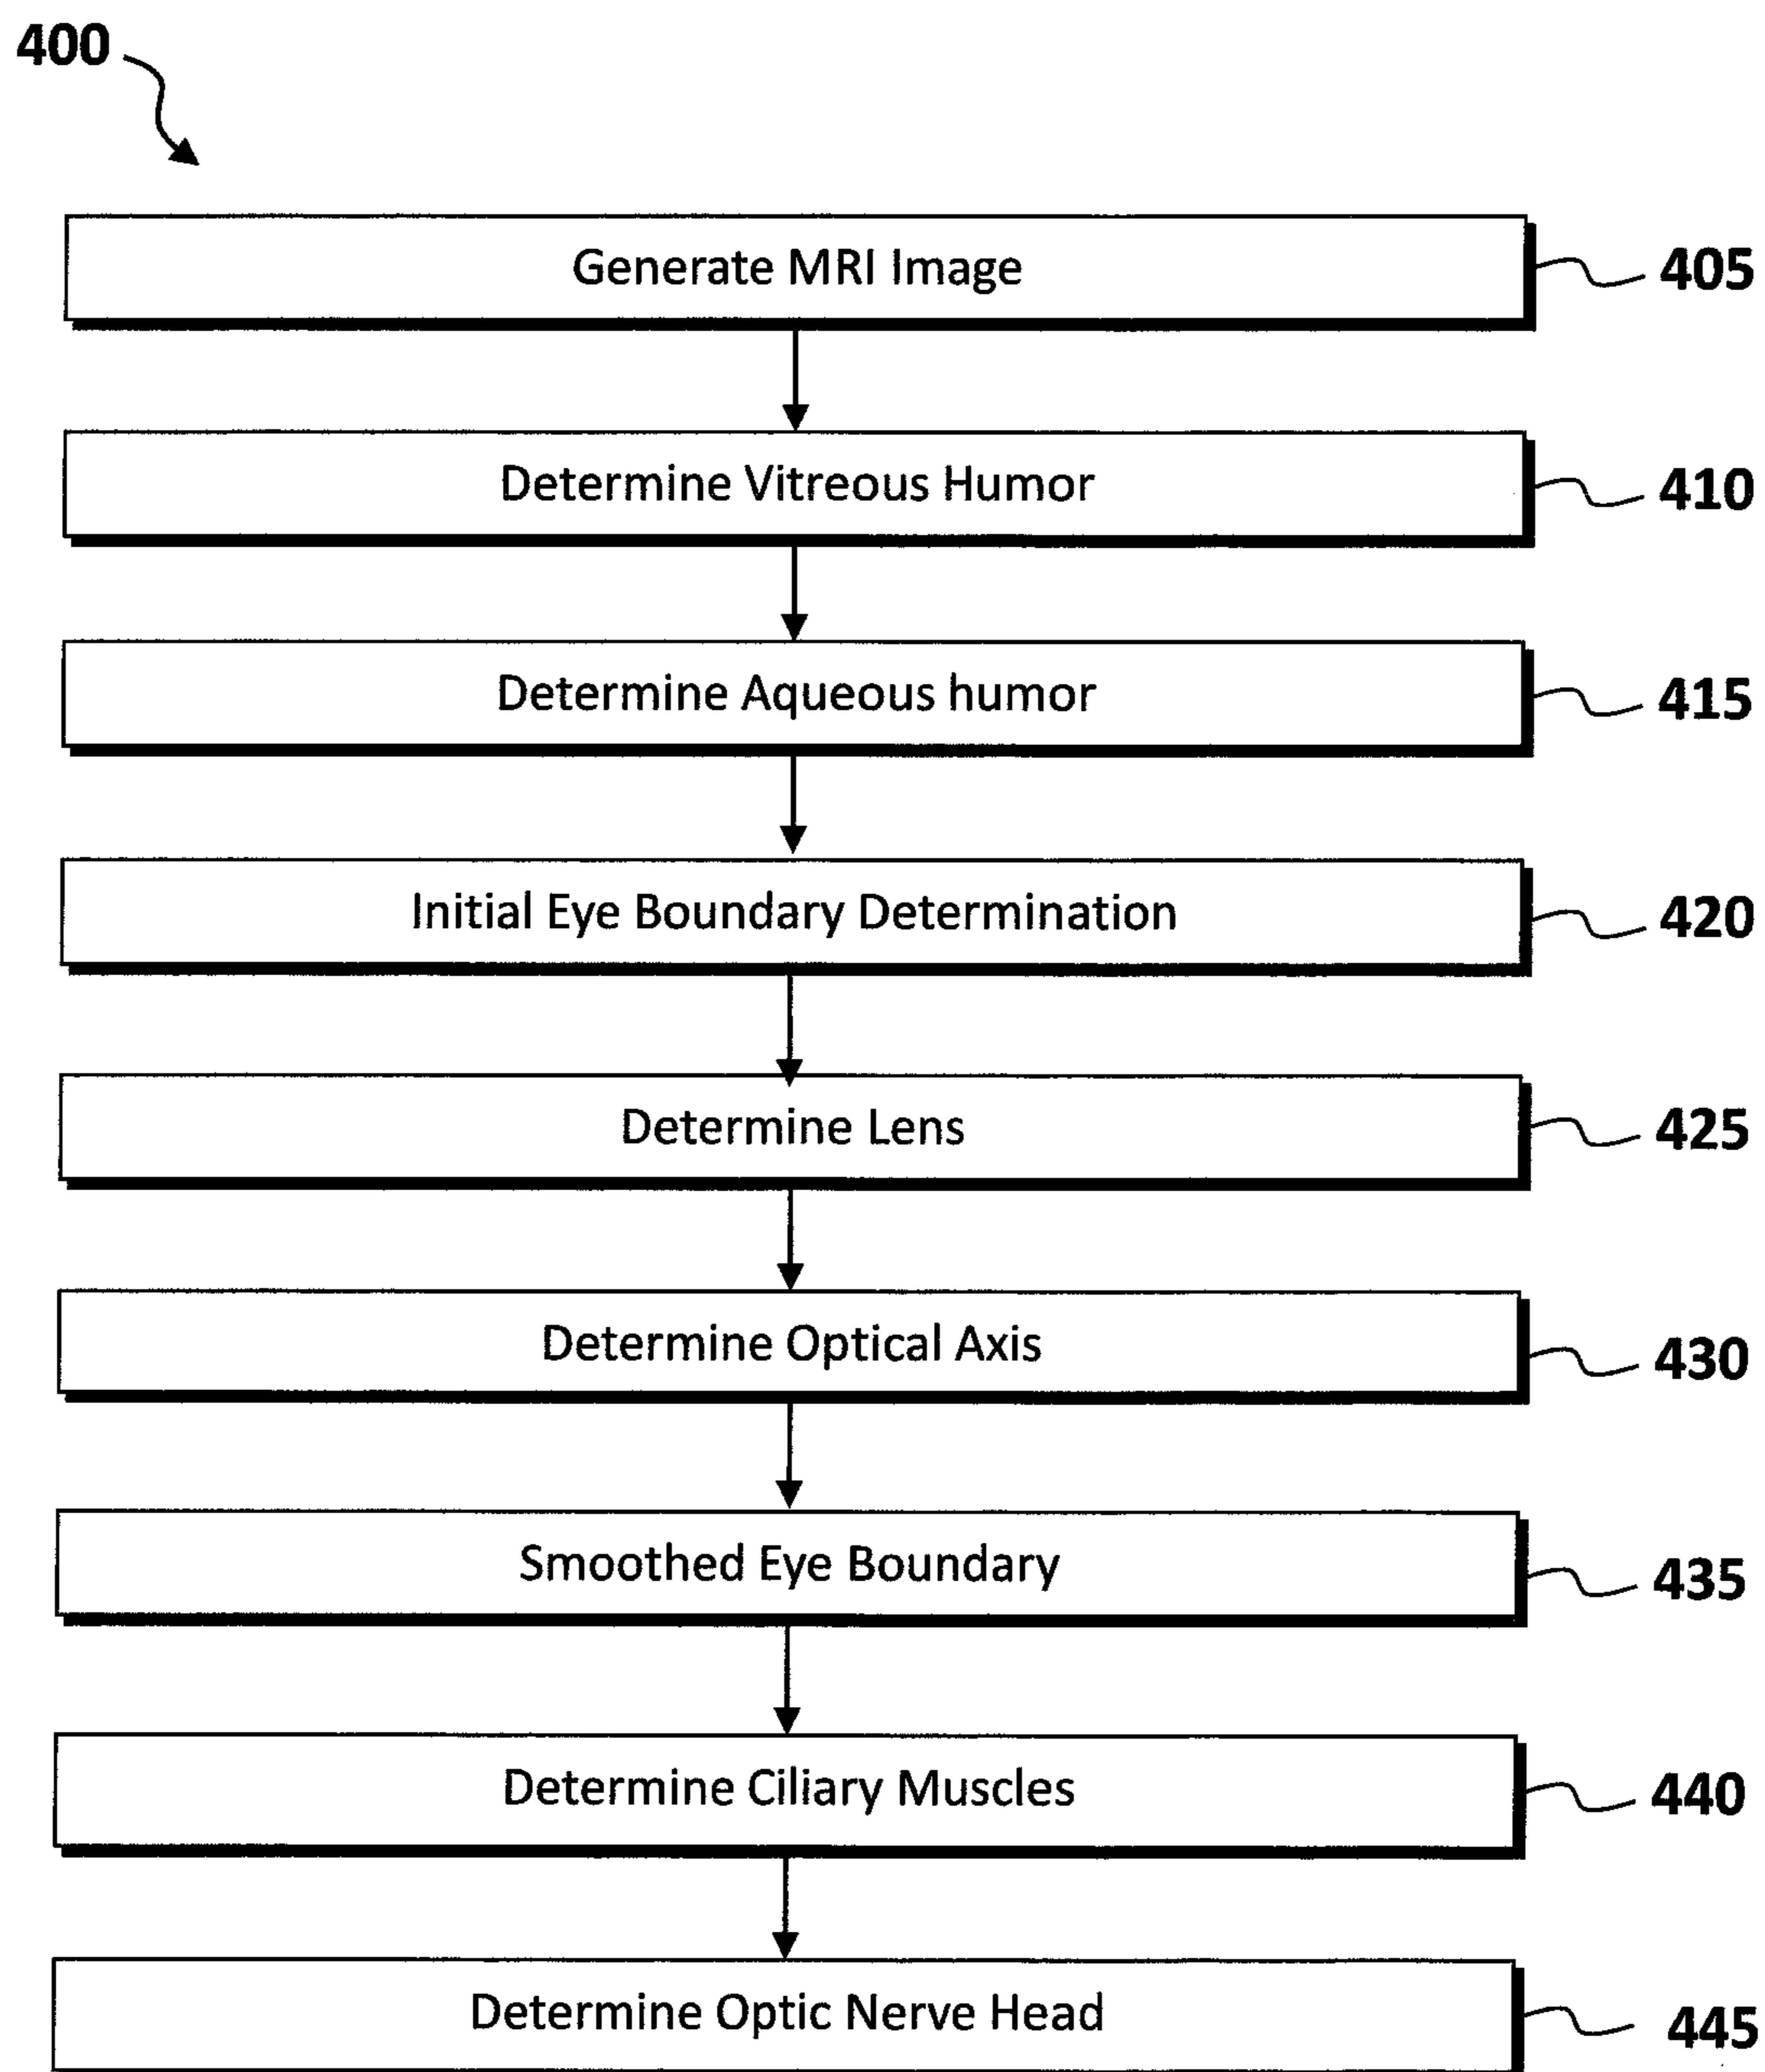 400
Generate MRI Image 405
Determine Vitreous Humor 410
Determine Aqueous humor 415
Initial Eye Boundary Determination 420
Determine Lens 425
Determine Optical Axis 430
Smoothed Eye Boundary 435
Determine Ciliary Muscles 440
Determine Optic Nerve Head 445